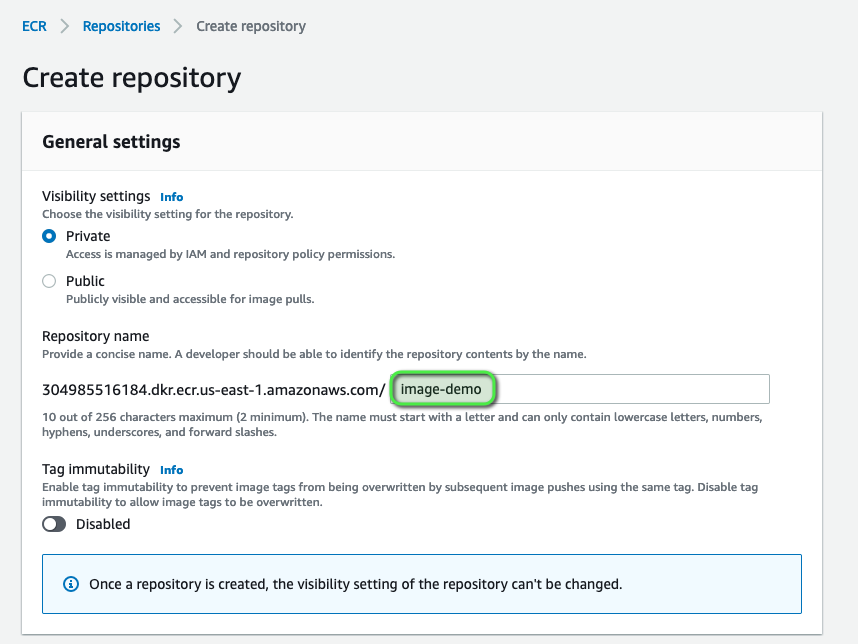 ECR > Repositories > Create repository
Create repository
General settings
Visibility settings Info
Choose the visibility setting for the repository.
Private
Access is managed by IAM and repository policy permissions.
Public
Publicly visible and accessible for image pulls.
Repository name
Provide a concise name. A developer should be able to identify the repository contents by the name.
304985516184.dkr.ecr.us-east-1.amazonaws.com/ image-demo
10 out of 256 characters maximum (2 minimum). The name must start with a letter and can only contain lowercase letters, numbers,
hyphens, underscores, and forward slashes.
Tag immutability Info
Enable tag immutability to prevent image tags from being overwritten by subsequent image pushes using the same tag. Disable tag
immutability to allow image tags to be overwritten.
Disabled
Once a repository is created, the visibility setting of the repository can't be changed.